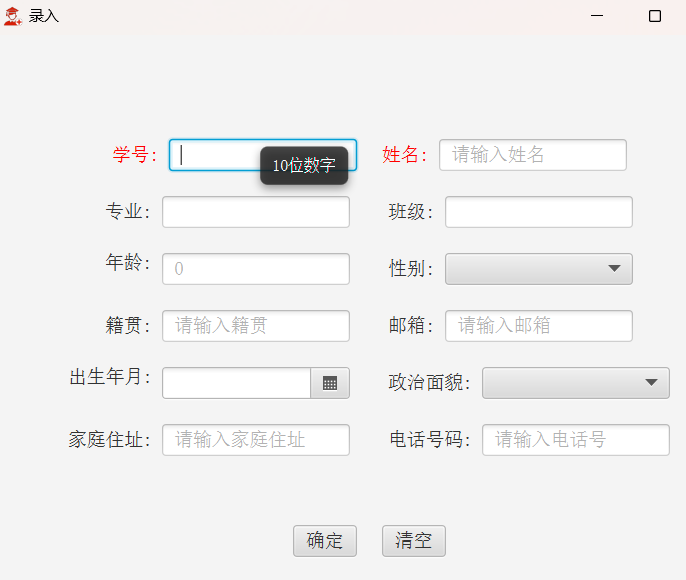 录入
学号： 10位数字 姓名： 请输入姓名
专业： 班级：
年龄： 0 性别：
籍贯： 请输入籍贯 邮箱： 请输入邮箱
出生年月： 政治面貌：
家庭住址： 请输入家庭住址 电话号码： 请输入电话号
确定 清空